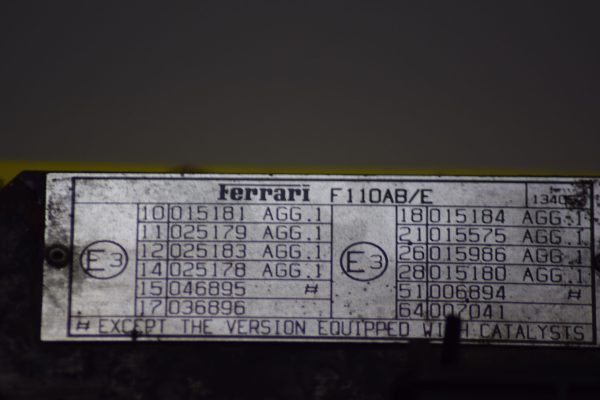 Ferrari F110AB/E
10 015181 AGG.1 18 015184 AGG.1
11 025179 AGG.1 21 015575 AGG.1
12 025183 AGG.1 26 015986 AGG.1
E3 E3
14 025178 AGG.1 28 015180 AGG.1
15 046895 # 51 006894 #
17 036896 64 007041
# EXCEPT THE VERSION EQUIPPED WITH CATALYSTS